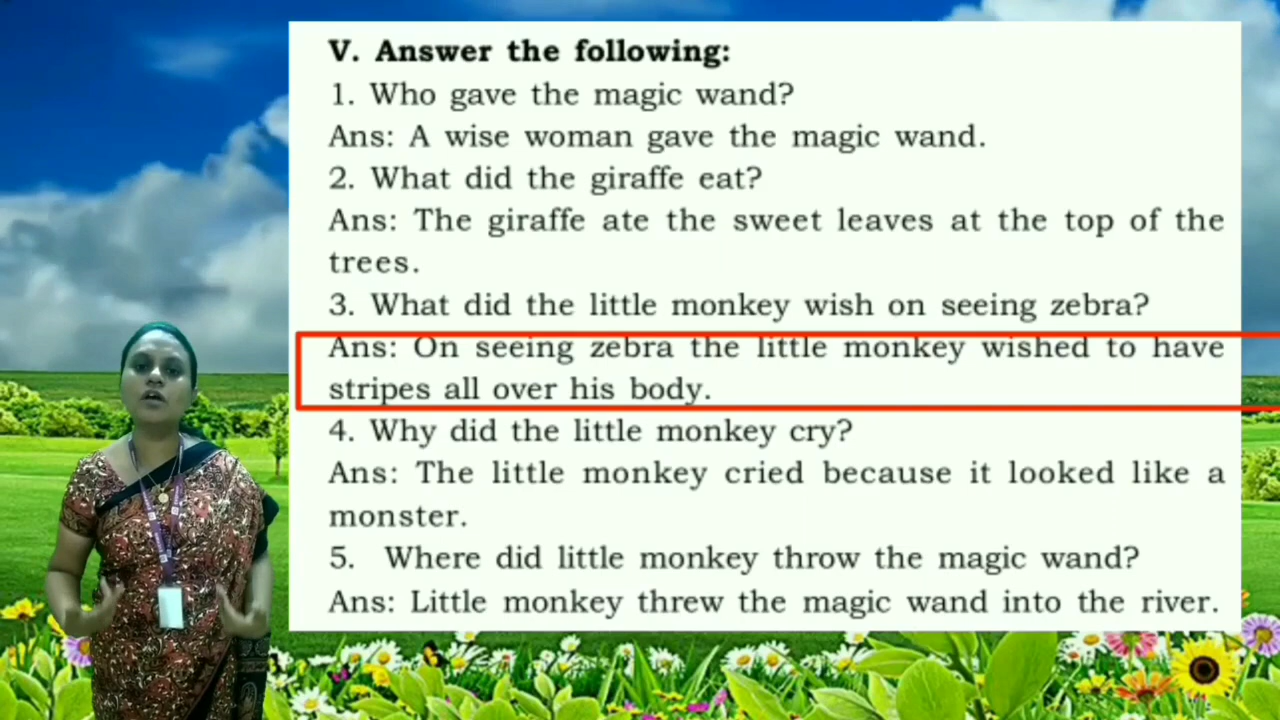 V. Answer the following:
1. Who gave the magic wand?
Ans: A wise woman gave the magic wand.
2. What did the giraffe eat?
Ans: The giraffe ate the sweet leaves at the top of the
trees.
3. What did the little monkey wish on seeing zebra?
Ans: On seeing zebra the little monkey wished to have
stripes all over his body.
4. Why did the little monkey cry?
Ans: The little monkey cried because it looked like a
monster.
5. Where did little monkey throw the magic wand?
Ans: Little monkey threw the magic wand into the river.